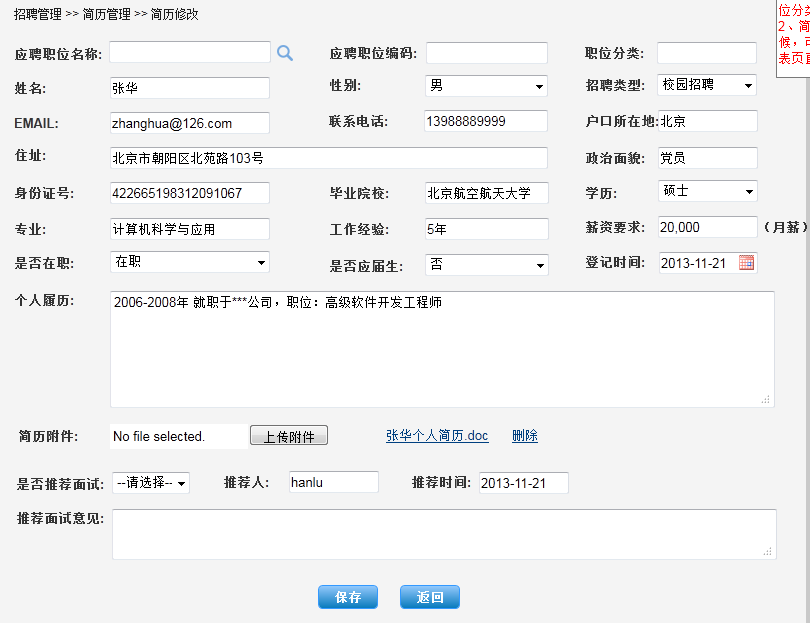 招聘管理 >> 简历管理 >> 简历修改
位分类
2、简
候，可
表页直
应聘职位名称: 应聘职位编码: 职位分类:
姓名: 张华 性别: 男 招聘类型: 校园招聘
EMAIL: zhanghua@126.com 联系电话: 13988889999 户口所在地: 北京
住址: 北京市朝阳区北苑路103号 政治面貌: 党员
身份证号: 422665198312091067 毕业院校: 北京航空航天大学 学历: 硕士
专业: 计算机科学与应用 工作经验: 5年 薪资要求: 20,000 （月薪）
是否在职: 在职 是否应届生: 否 登记时间: 2013-11-21
个人履历: 2006-2008年 就职于***公司，职位：高级软件开发工程师
简历附件: No file selected. 上传附件 张华个人简历.doc 删除
是否推荐面试: --请选择-- 推荐人: hanlu 推荐时间: 2013-11-21
推荐面试意见:
保存 返回